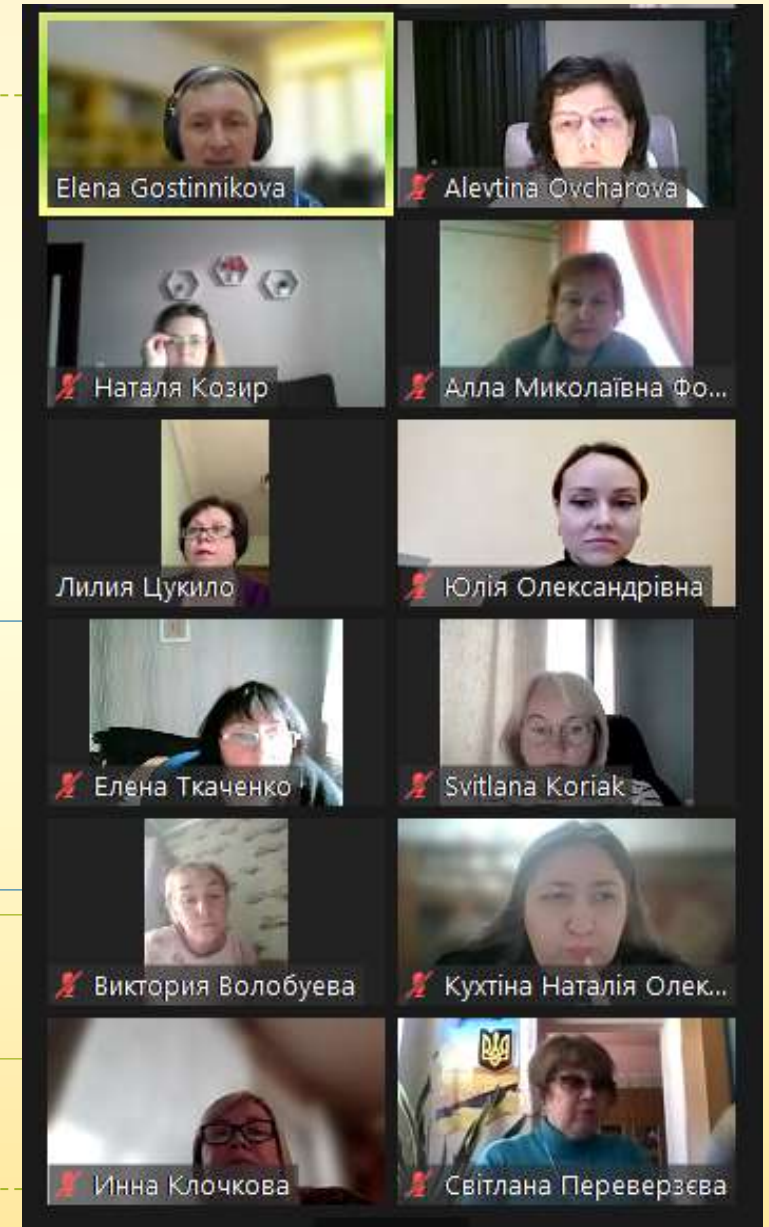 Elena Gostinnikova
Alevtina Ovcharova
Наталя Козир
Алла Миколаївна Фо...
Лилия Цукило
Юлія Олександрівна
Елена Ткаченко
Svitlana Koriak
Виктория Волобуева
Кухтіна Наталія Олек...
Инна Клочкова
Світлана Переверзєва